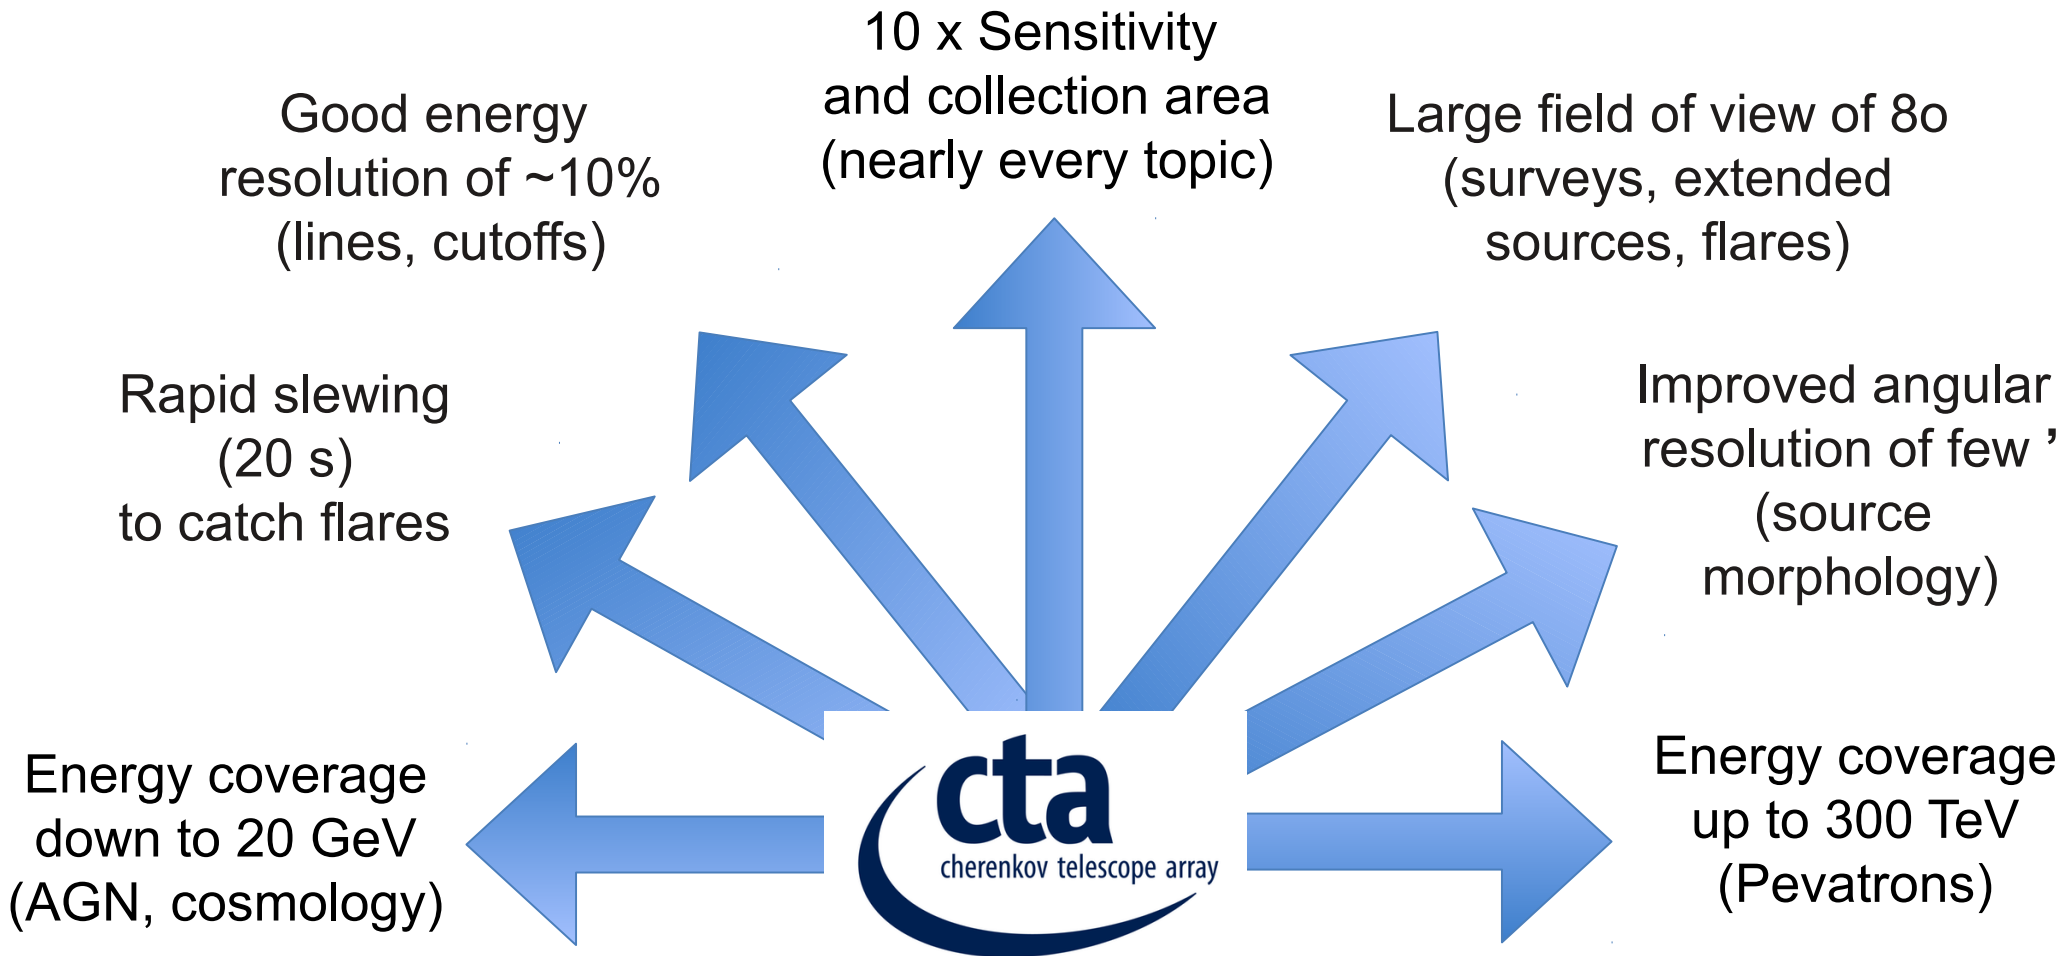 10 x Sensitivity
and collection area
(nearly every topic)
Good energy
resolution of ~10%
(lines, cutoffs)
Large field of view of 8o
(surveys, extended
sources, flares)
Rapid slewing
(20 s)
to catch flares
Improved angular
resolution of few ’
(source
morphology)
Energy coverage
down to 20 GeV
(AGN, cosmology)
cta
cherenkov telescope array
Energy coverage
up to 300 TeV
(Pevatrons)